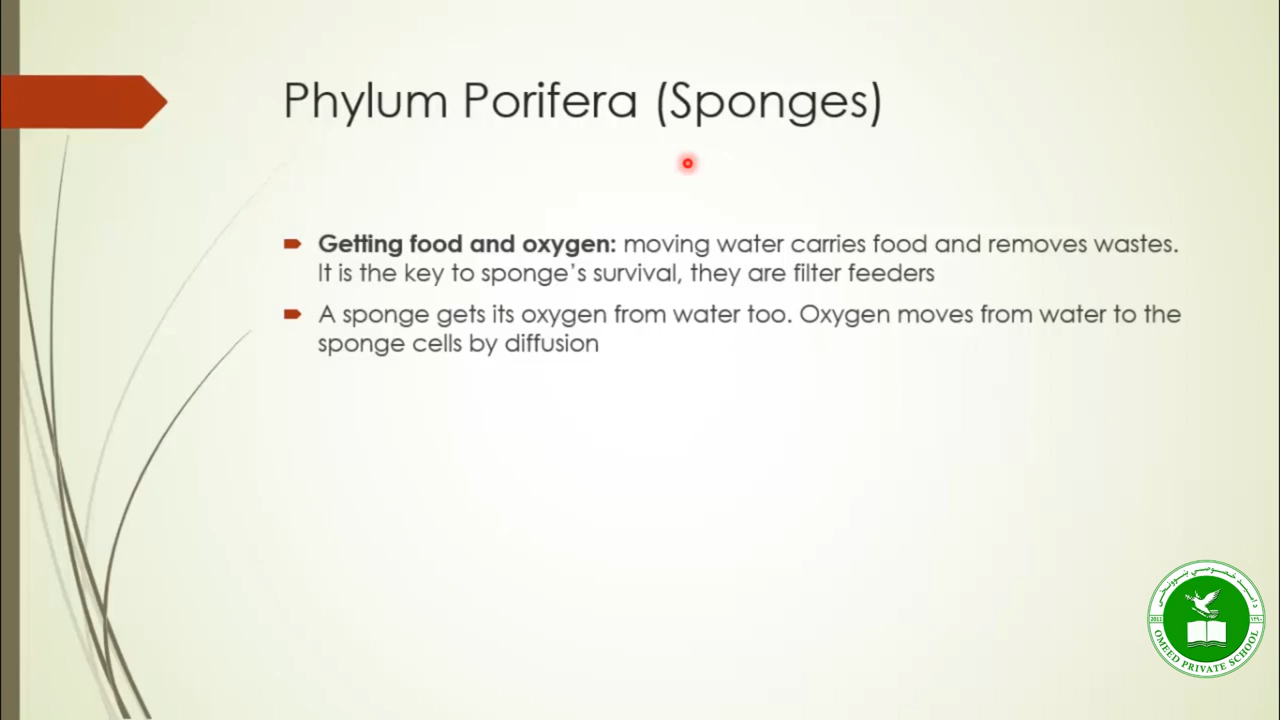 Phylum Porifera (Sponges)
Getting food and oxygen: moving water carries food and removes wastes.
It is the key to sponge's survival, they are filter feeders
A sponge gets its oxygen from water too. Oxygen moves from water to the
sponge cells by diffusion
2011
١٣٩٠
OMEED PRIVATE SCHOOL